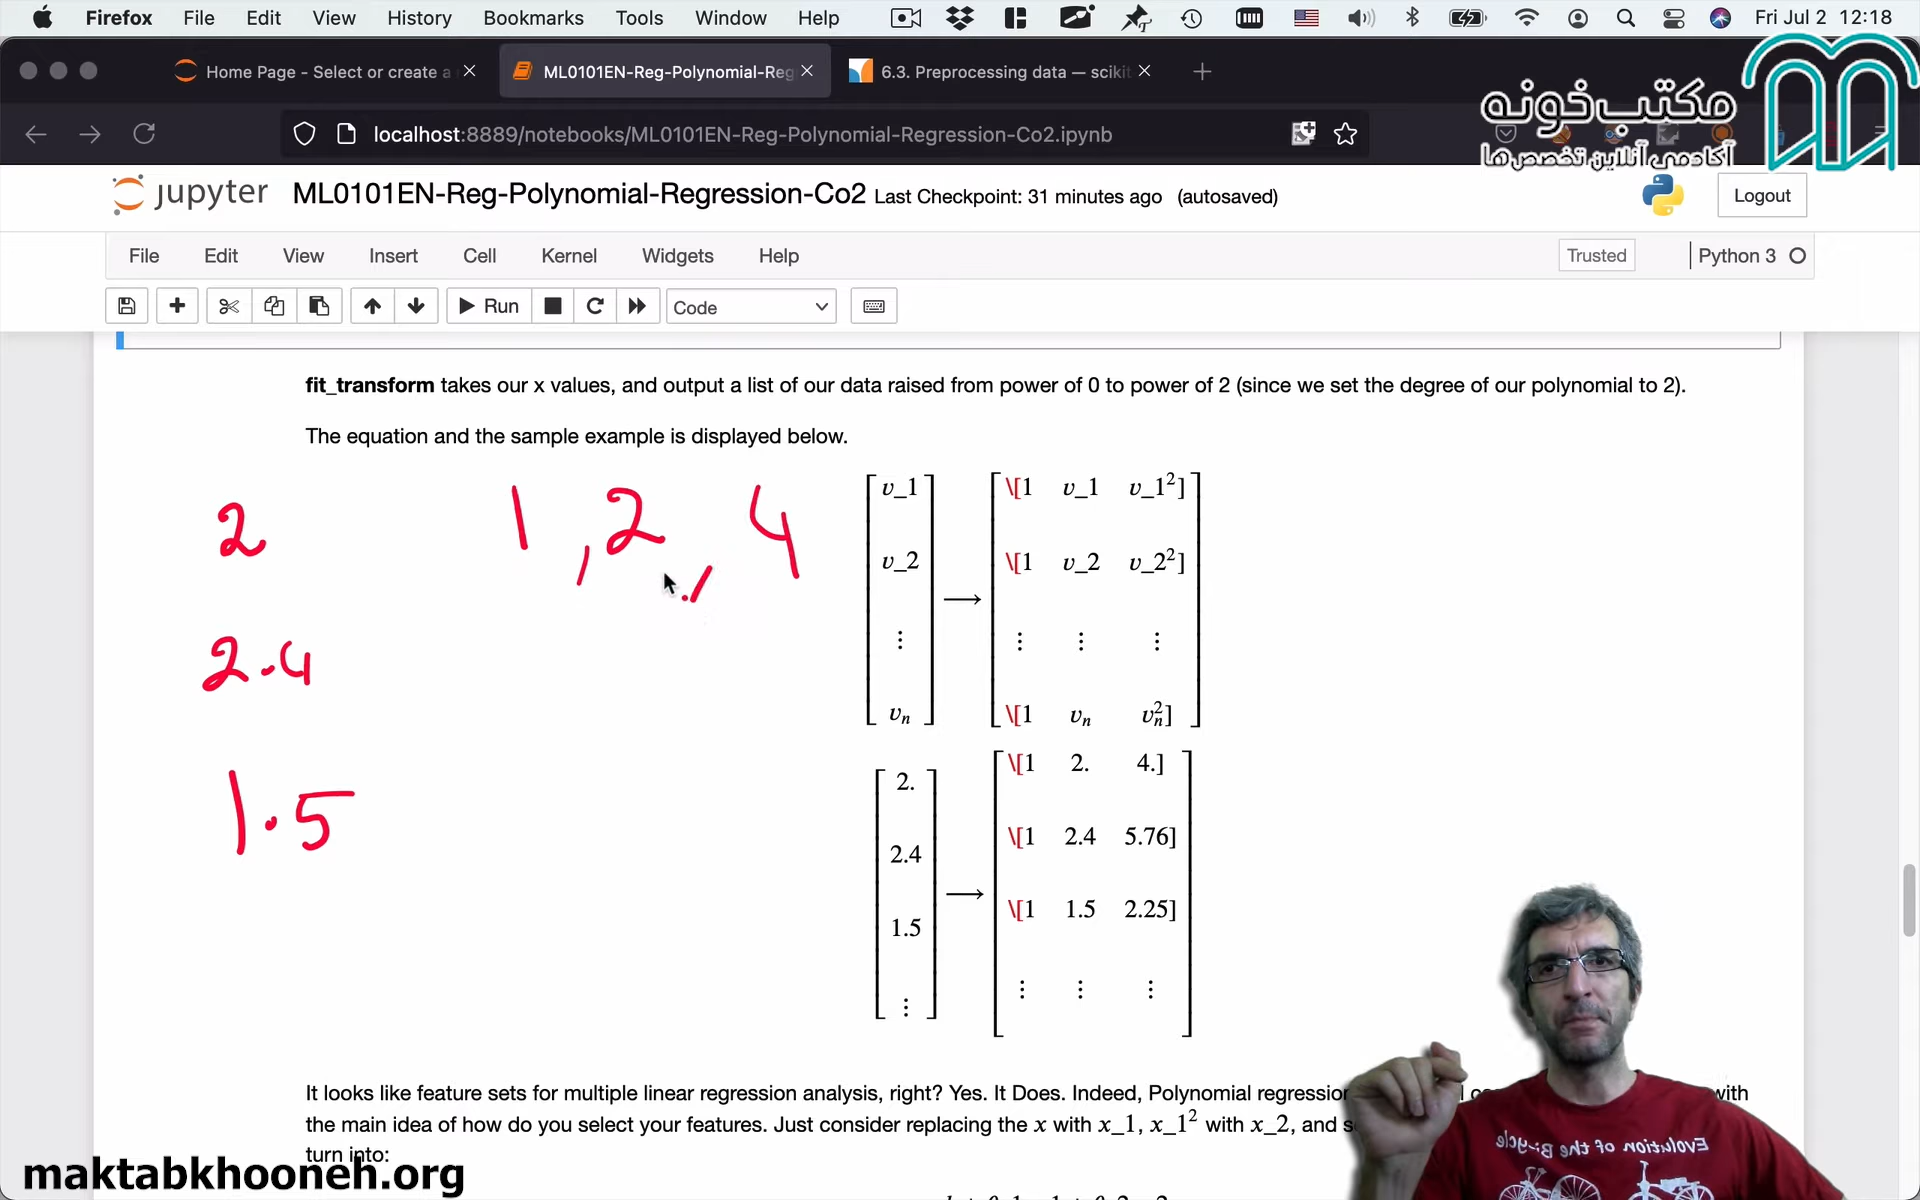 Firefox File Edit View History Bookmarks Tools Window Help Fri Jul 2 12:18
Home Page - Select or create a
ML0101EN-Reg-Polynomial-Reg
6.3. Preprocessing data — scikit
مکتب‌خونه
آکادمی آنلاین تخصص‌ها
localhost:8889/notebooks/ML0101EN-Reg-Polynomial-Regression-Co2.ipynb
jupyter ML0101EN-Reg-Polynomial-Regression-Co2 Last Checkpoint: 31 minutes ago (autosaved)
Logout
File Edit View Insert Cell Kernel Widgets Help Trusted Python 3
Run Code
fit_transform takes our x values, and output a list of our data raised from power of 0 to power of 2 (since we set the degree of our polynomial to 2).
The equation and the sample example is displayed below.
2 1 , 2 , 4
2.4
1.5
v_1 \[1 v_1 v_1²]
v_2 \[1 v_2 v_2²]
⟶
⋮ ⋮ ⋮ ⋮
vₙ \[1 vₙ vₙ²]
2. \[1 2. 4.]
2.4 \[1 2.4 5.76]
⟶
1.5 \[1 1.5 2.25]
⋮ ⋮ ⋮ ⋮
It looks like feature sets for multiple linear regression analysis, right? Yes. It Does. Indeed, Polynomial regression with
the main idea of how do you select your features. Just consider replacing the x with x_1, x_1² with x_2, and
turn into:
Evolution of the Bicycle
maktabkhooneh.org